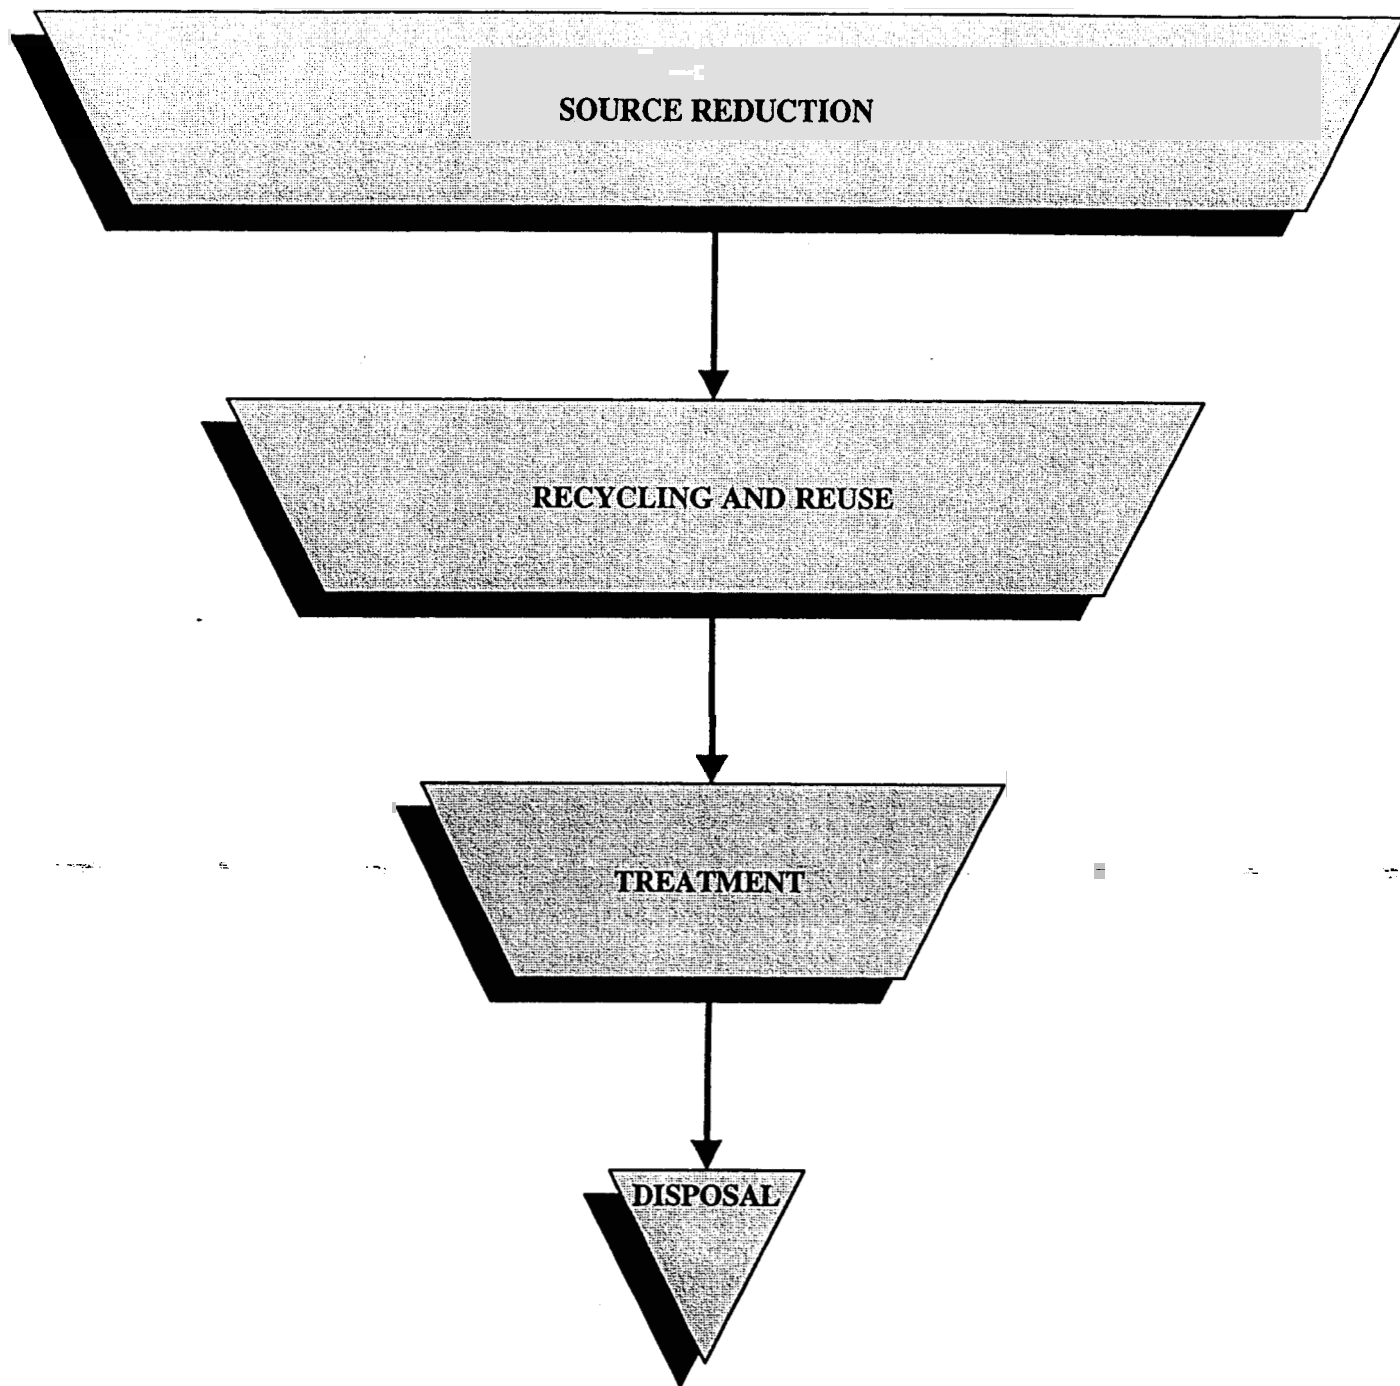 SOURCE REDUCTION
RECYCLING AND REUSE
TREATMENT
DISPOSAL